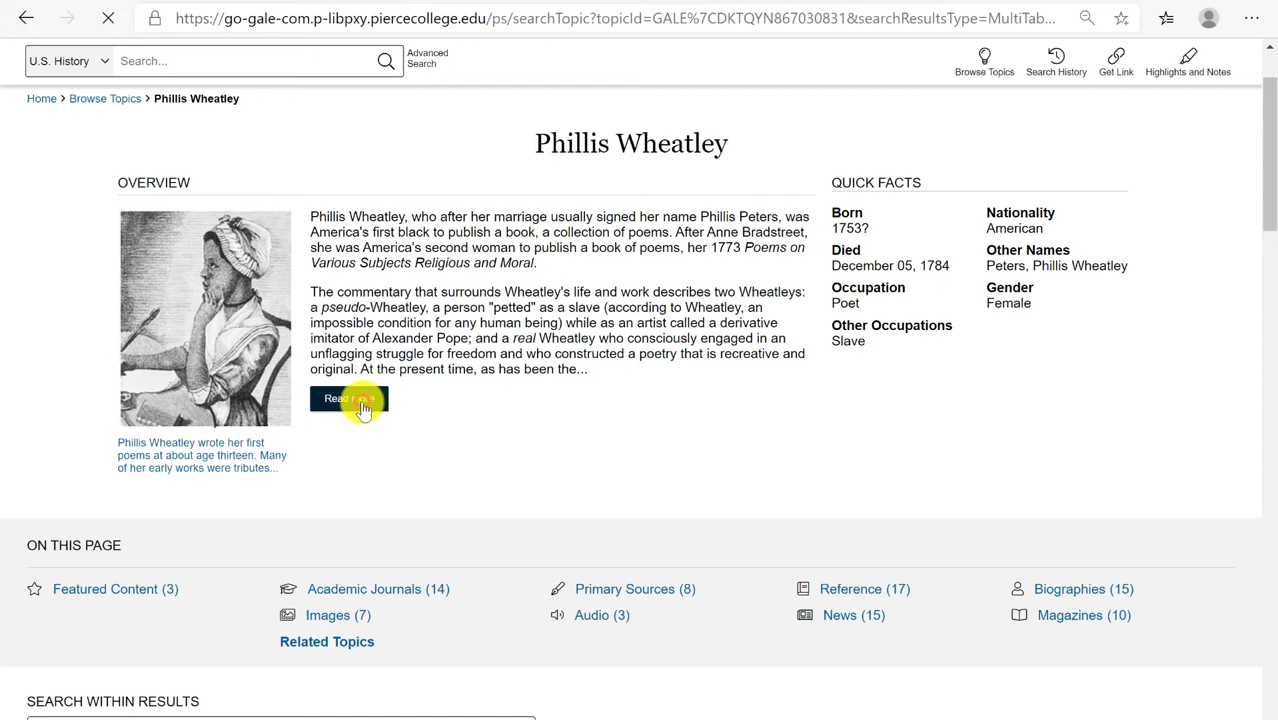 https://go-gale-com.p-libpxy.piercecollege.edu/ps/searchTopic?topicId=GALE%7CDKTQYN867030831&searchResultsType=MultiTab...
U.S. History
Search...
Advanced
Search
Browse Topics
Search History
Get Link
Highlights and Notes
Home > Browse Topics > Phillis Wheatley
Phillis Wheatley
OVERVIEW
Phillis Wheatley, who after her marriage usually signed her name Phillis Peters, was
America's first black to publish a book, a collection of poems. After Anne Bradstreet,
she was America's second woman to publish a book of poems, her 1773 Poems on
Various Subjects Religious and Moral.
The commentary that surrounds Wheatley's life and work describes two Wheatleys:
a pseudo-Wheatley, a person "petted" as a slave (according to Wheatley, an
impossible condition for any human being) while as an artist called a derivative
imitator of Alexander Pope; and a real Wheatley who consciously engaged in an
unflagging struggle for freedom and who constructed a poetry that is recreative and
original. At the present time, as has been the...
Read more
Phillis Wheatley wrote her first
poems at about age thirteen. Many
of her early works were tributes...
QUICK FACTS
Born
1753?
Died
December 05, 1784
Occupation
Poet
Other Occupations
Slave
Nationality
American
Other Names
Peters, Phillis Wheatley
Gender
Female
ON THIS PAGE
Featured Content (3)
Academic Journals (14)
Primary Sources (8)
Reference (17)
Biographies (15)
Images (7)
Audio (3)
News (15)
Magazines (10)
Related Topics
SEARCH WITHIN RESULTS